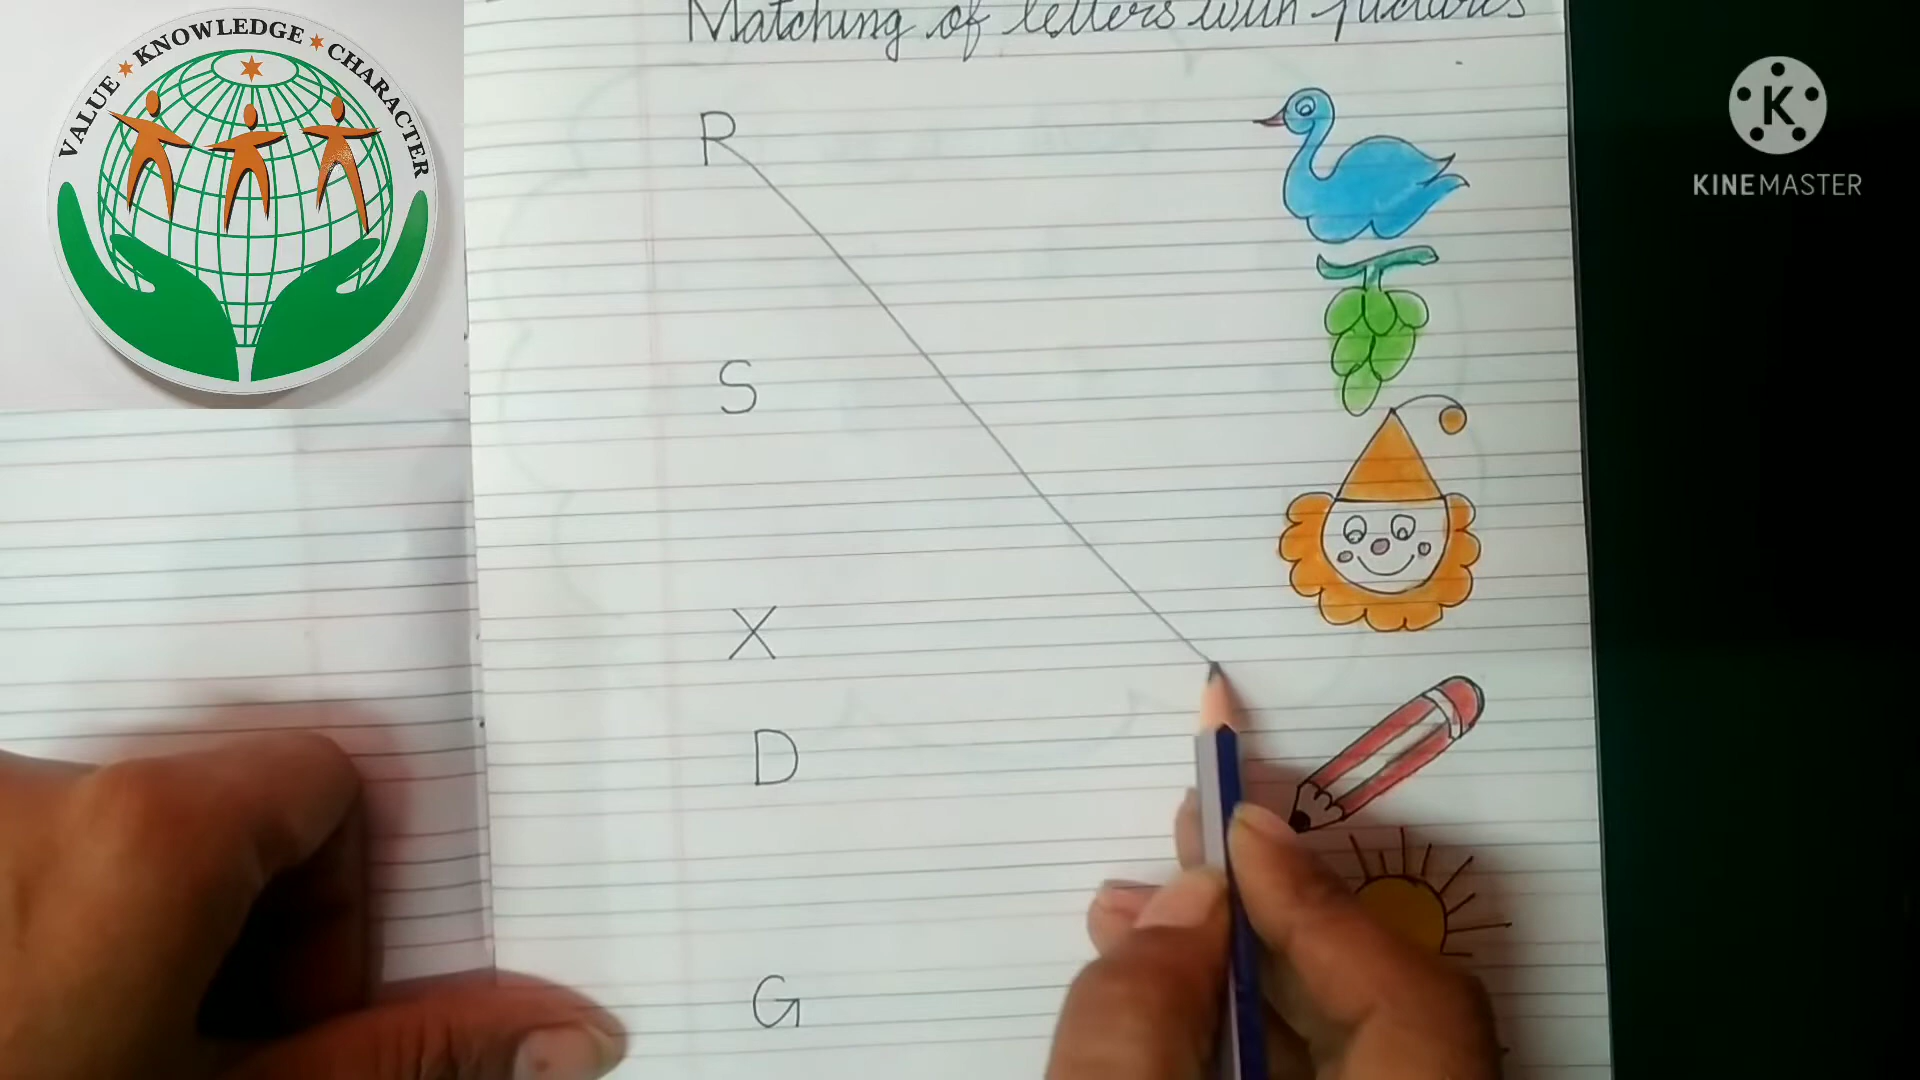 Matching of letters with pictures
VALUE ★ KNOWLEDGE ★ CHARACTER
R
S
X
D
G
K
KINEMASTER